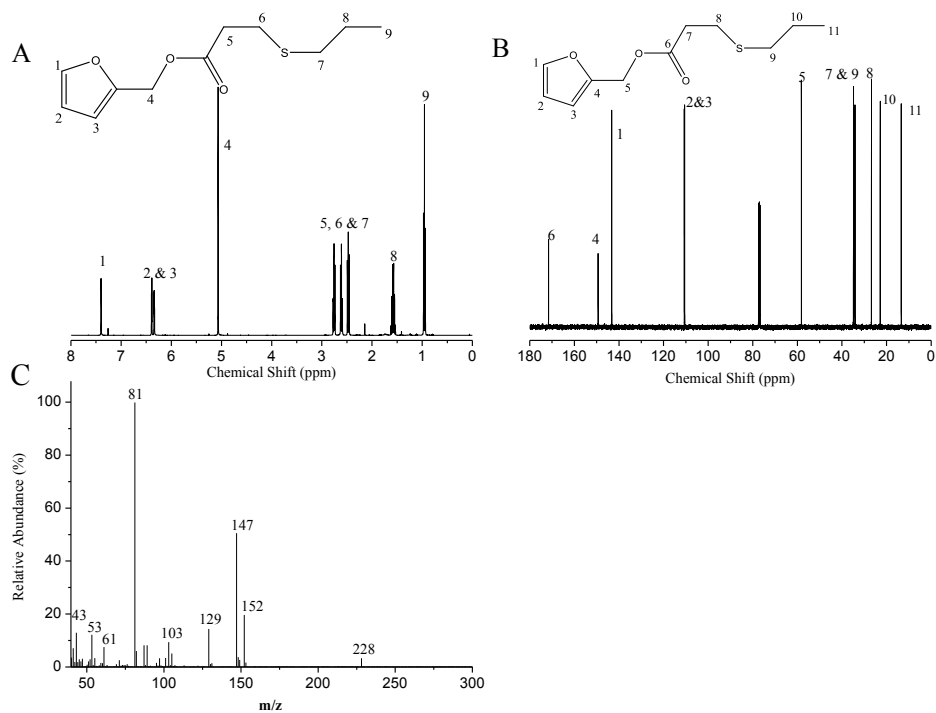 A
1
O
2
3
4
O
O
5
6
S
7
8
9
1
2 & 3
4
5, 6 & 7
8
9
8 7 6 5 4 3 2 1 0
Chemical Shift (ppm)
B
1
O
2
3
4
5
O
6
O
7
8
S
9
10
11
6
4
1
2&3
5
7 & 9
8
10
11
180 160 140 120 100 80 60 40 20 0
Chemical Shift (ppm)
C
Relative Abundance (%)
100
80
60
40
20
0
81
147
43
53
61
103
129
152
228
50 100 150 200 250 300
m/z